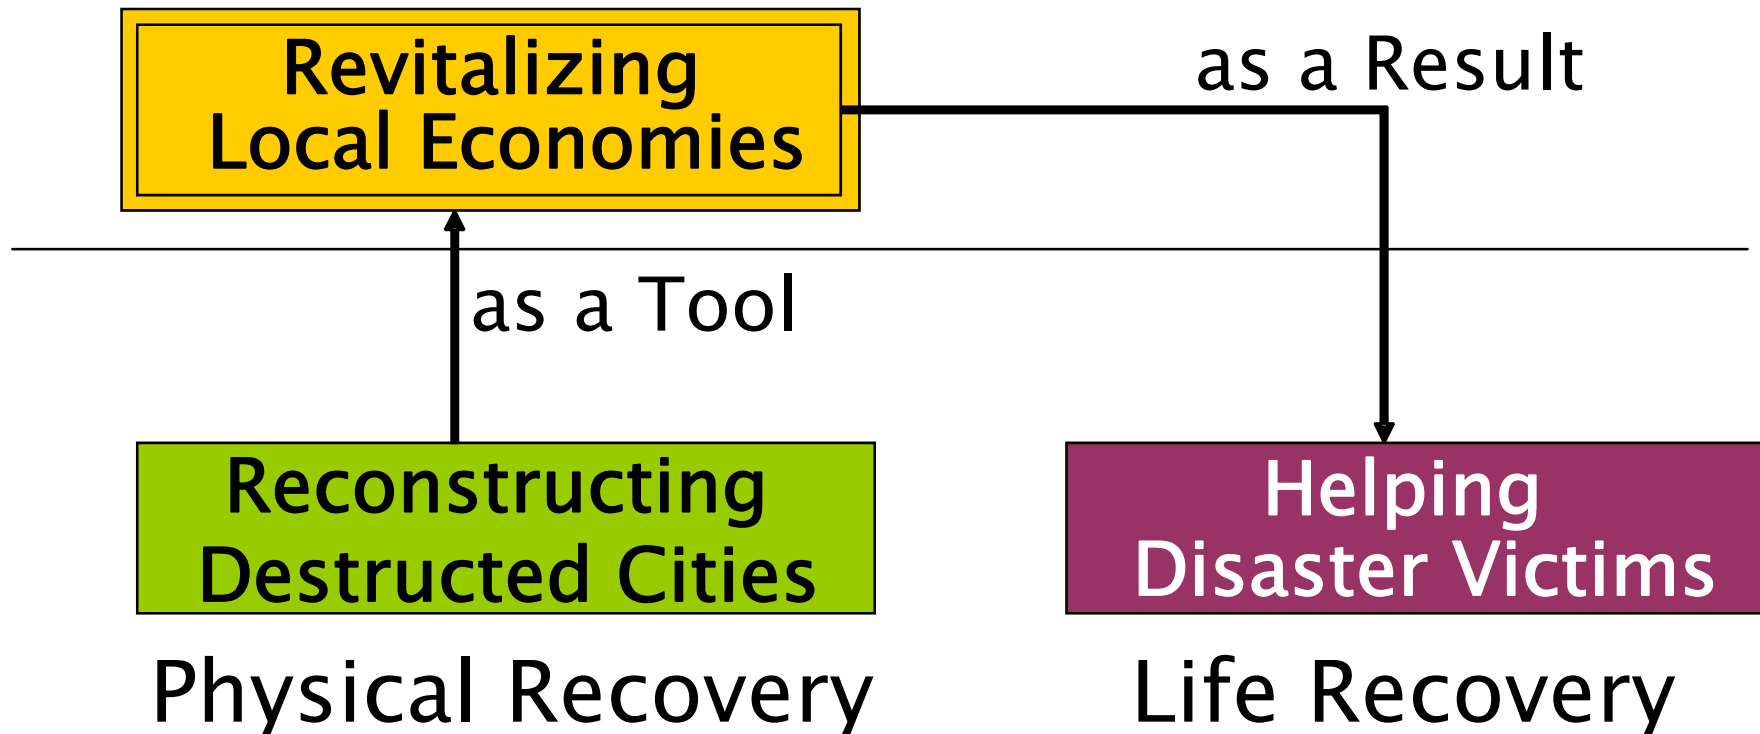 Revitalizing
Local Economies
as a Result
as a Tool
Reconstructing
Destructed Cities
Helping
Disaster Victims
Physical Recovery
Life Recovery